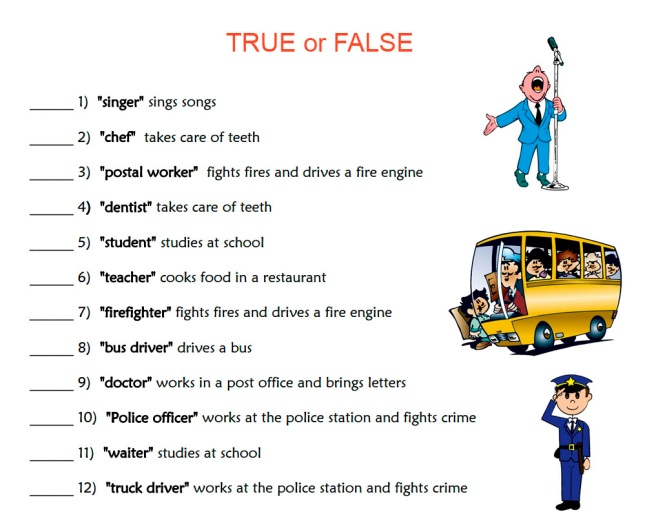 TRUE or FALSE
______ 1) "singer" sings songs
______ 2) "chef" takes care of teeth
______ 3) "postal worker" fights fires and drives a fire engine
______ 4) "dentist" takes care of teeth
______ 5) "student" studies at school
______ 6) "teacher" cooks food in a restaurant
______ 7) "firefighter" fights fires and drives a fire engine
______ 8) "bus driver" drives a bus
______ 9) "doctor" works in a post office and brings letters
______ 10) "Police officer" works at the police station and fights crime
______ 11) "waiter" studies at school
______ 12) "truck driver" works at the police station and fights crime